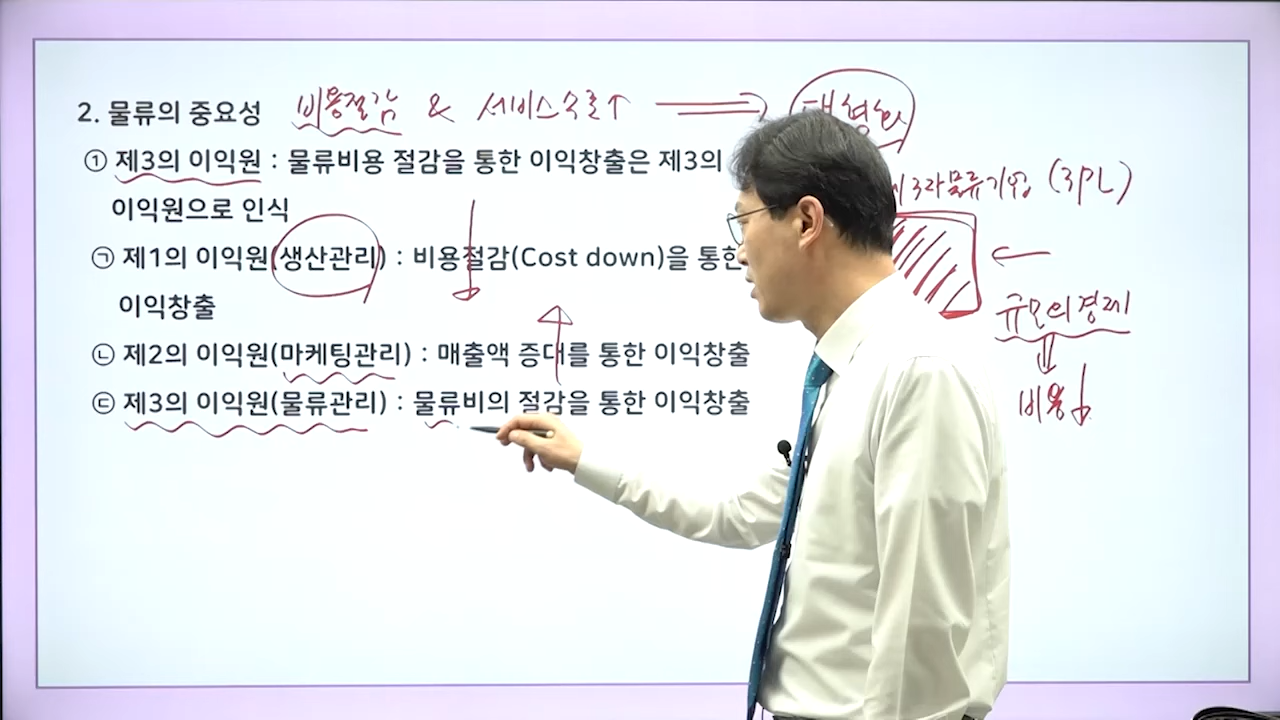 2. 물류의 중요성 비용절감 & 서비스수준↑ ⟹ 대형화
① 제3의 이익원 : 물류비용 절감을 통한 이익창출은 제3의
제3자물류기업 (3PL)
이익원으로 인식
㉠ 제1의 이익원(생산관리) : 비용절감(Cost down)을 통한
이익창출
규모의경제
㉡ 제2의 이익원(마케팅관리) : 매출액 증대를 통한 이익창출
㉢ 제3의 이익원(물류관리) : 물류비의 절감을 통한 이익창출
비용↓